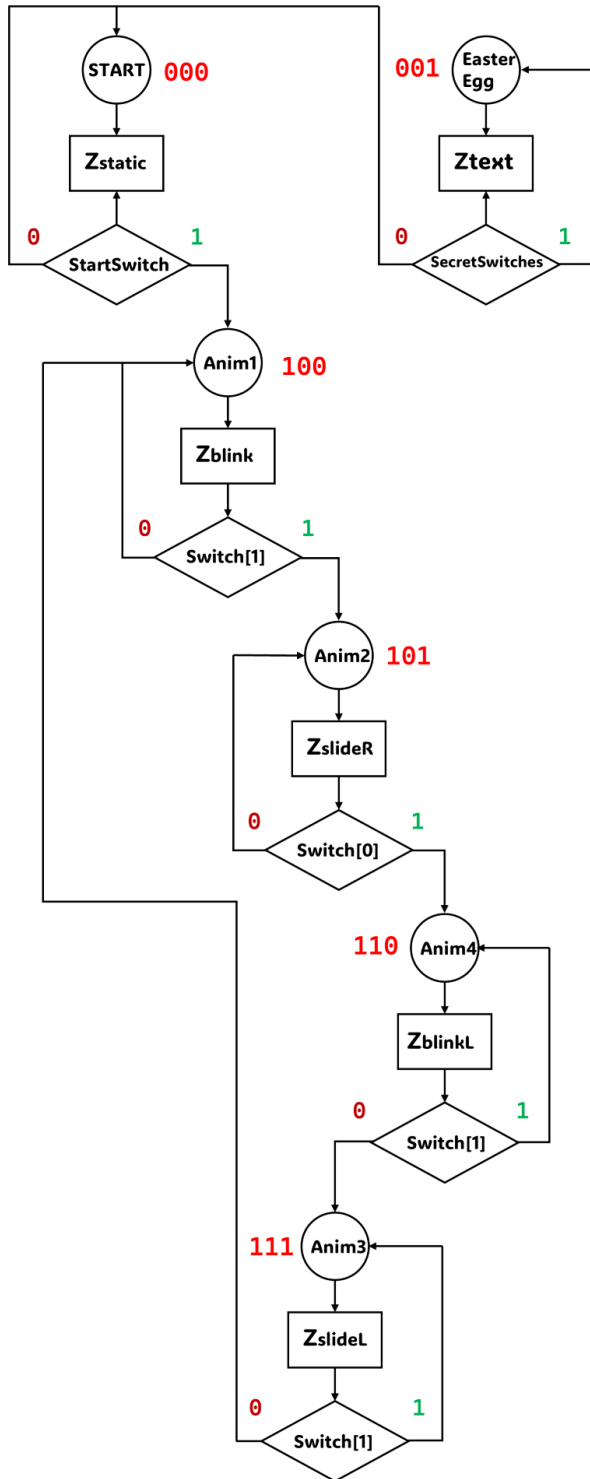 START
000
Zstatic
0
1
StartSwitch
001
Easter
Egg
Ztext
0
1
SecretSwitches
Anim1
100
Zblink
0
1
Switch[1]
Anim2
101
ZslideR
0
1
Switch[0]
110
Anim4
ZblinkL
0
1
Switch[1]
111
Anim3
ZslideL
0
1
Switch[1]